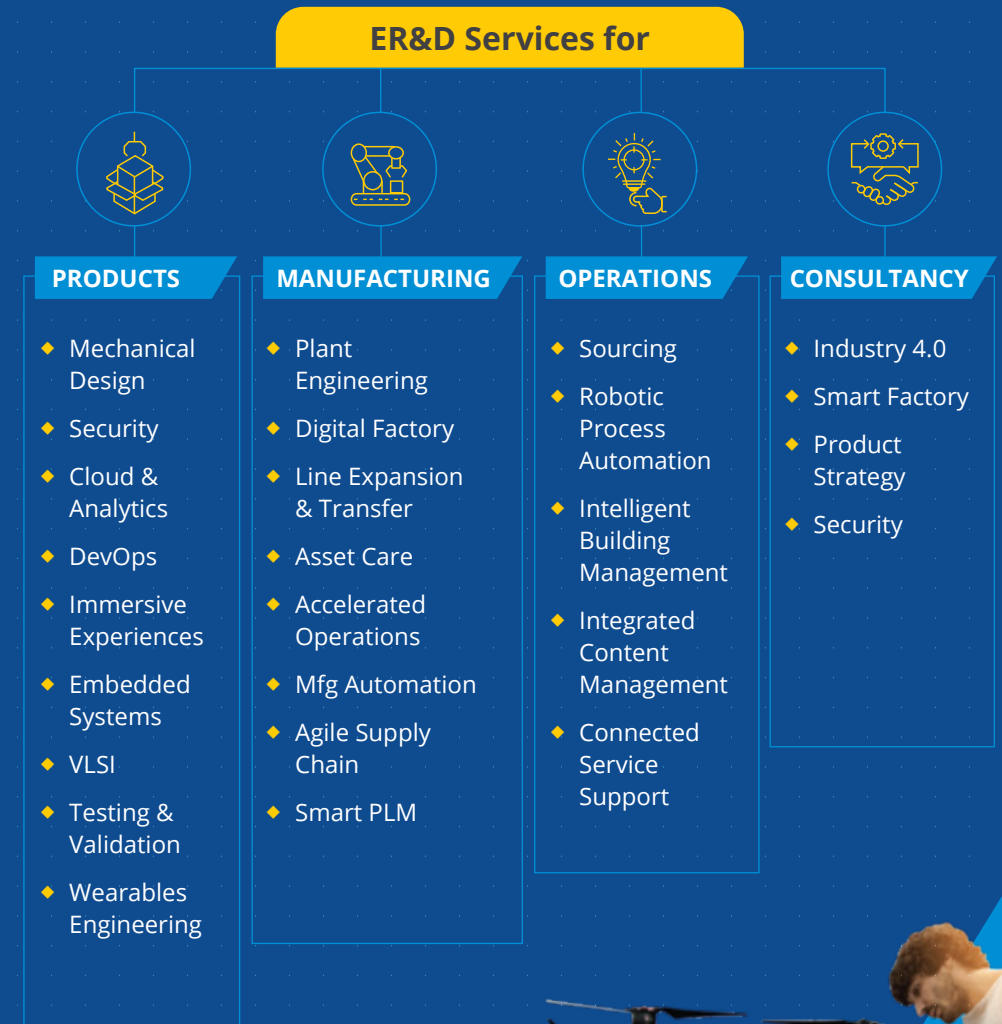 ER&D Services for
PRODUCTS
Mechanical
Design
Security
Cloud &
Analytics
DevOps
Immersive
Experiences
Embedded
Systems
VLSI
Testing &
Validation
Wearables
Engineering
MANUFACTURING
Plant
Engineering
Digital Factory
Line Expansion
& Transfer
Asset Care
Accelerated
Operations
Mfg Automation
Agile Supply
Chain
Smart PLM
OPERATIONS
Sourcing
Robotic
Process
Automation
Intelligent
Building
Management
Integrated
Content
Management
Connected
Service
Support
CONSULTANCY
Industry 4.0
Smart Factory
Product
Strategy
Security